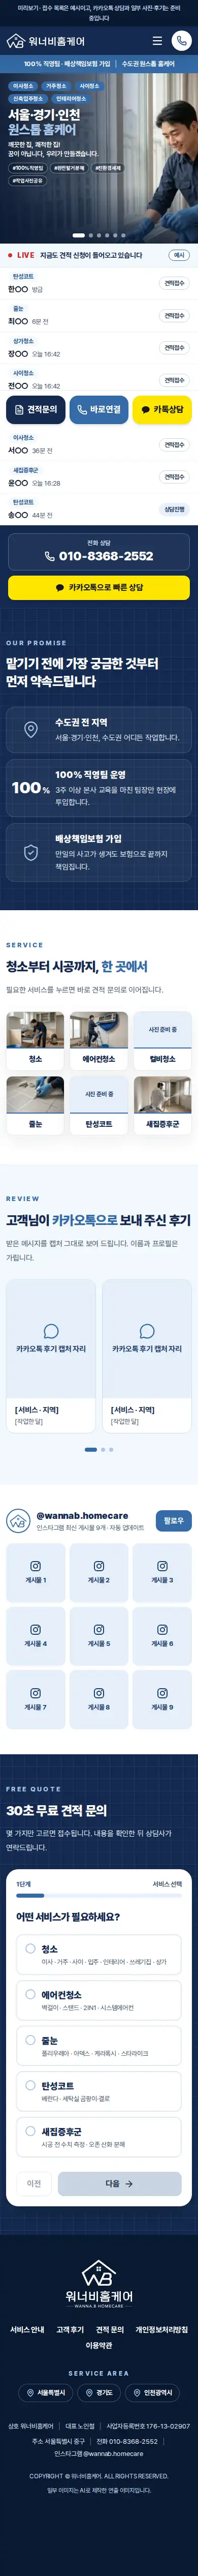 미리보기 · 접수 목록은 예시이고, 카카오톡 상담과 일부 사진·후기는 준비
중입니다
워너비홈케어
100% 직영팀 · 배상책임보험 가입 | 수도권 원스톱 홈케어
이사청소 거주청소 사이청소
신축입주청소 인테리어청소
서울·경기·인천
원스톱 홈케어
깨끗한 집, 쾌적한 집!
꿈이 아닙니다, 우리가 만들겠습니다.
#100%직영팀 #완전탈거분해 #친환경세제
#작업사진공유
LIVE 지금도 견적 신청이 들어오고 있습니다 예시
탄성코트
한○○ 방금 견적접수
줄눈
최○○ 6분 전 견적접수
상가청소
장○○ 오늘 16:42 견적접수
사이청소
전○○ 오늘 16:42 견적접수
견적문의 바로연결 카톡상담
이사청소
서○○ 36분 전 견적접수
새집증후군
윤○○ 오늘 16:28 견적접수
탄성코트
송○○ 44분 전 상담진행
전화 상담
010-8368-2552
카카오톡으로 빠른 상담
OUR PROMISE
맡기기 전에 가장 궁금한 것부터
먼저 약속드립니다
수도권 전 지역
서울·경기·인천, 수도권 어디든 작업합니다.
100%
100% 직영팀 운영
3주 이상 본사 교육을 마친 팀장만 현장에
투입합니다.
배상책임보험 가입
만일의 사고가 생겨도 보험으로 끝까지
책임집니다.
SERVICE
청소부터 시공까지, 한 곳에서
필요한 서비스를 누르면 바로 견적 문의로 이어집니다.
사진 준비 중
청소 에어컨청소 캘비청소
사진 준비 중
줄눈 탄성코트 새집증후군
REVIEW
고객님이 카카오톡으로 보내 주신 후기
받은 메시지를 캡처 그대로 보여 드립니다. 이름과 프로필은
가립니다.
카카오톡 후기 캡처 자리 카카오톡 후기 캡처 자리
[서비스 · 지역] [서비스 · 지역]
[작업한 달] [작업한 달]
@wannab.homecare
인스타그램 최신 게시물 9개 · 자동 업데이트
팔로우
게시물 1 게시물 2 게시물 3
게시물 4 게시물 5 게시물 6
게시물 7 게시물 8 게시물 9
FREE QUOTE
30초 무료 견적 문의
몇 가지만 고르면 접수됩니다. 내용을 확인한 뒤 상담사가
연락드립니다.
1단계 서비스 선택
어떤 서비스가 필요하세요?
청소
이사 · 거주 · 사이 · 입주 · 인테리어 · 쓰레기집 · 상가
에어컨청소
벽걸이 · 스탠드 · 2IN1 · 시스템에어컨
줄눈
폴리우레아 · 아덱스 · 케라폭시 · 스타라이크
탄성코트
베란다 · 세탁실 곰팡이·결로
새집증후군
시공 전 수치 측정 · 오존 산화 분해
이전 다음
워너비홈케어
WANNA.B HOMECARE
서비스 안내 고객 후기 견적 문의 개인정보처리방침
이용약관
SERVICE AREA
서울특별시 경기도 인천광역시
상호 워너비홈케어 | 대표 노안철 | 사업자등록번호 176-13-02907
주소 서울특별시 중구 | 전화 010-8368-2552 |
인스타그램 @wannab.homecare
COPYRIGHT © 워너비홈케어. ALL RIGHTS RESERVED.
일부 이미지는 AI로 제작한 연출 이미지입니다.